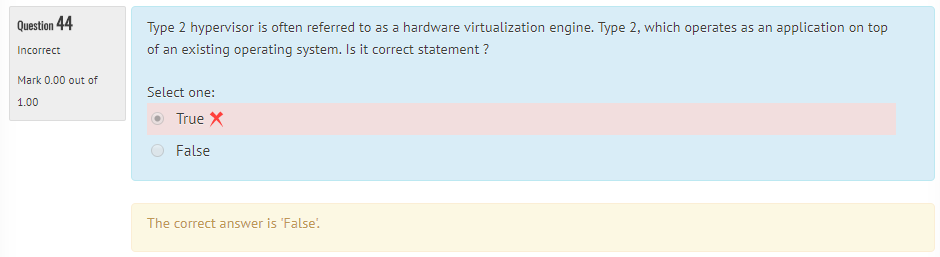 Question 44
Incorrect
Mark 0.00 out of
1.00
Type 2 hypervisor is often referred to as a hardware virtualization engine. Type 2, which operates as an application on top
of an existing operating system. Is it correct statement ?
Select one:
True
False
The correct answer is 'False'.